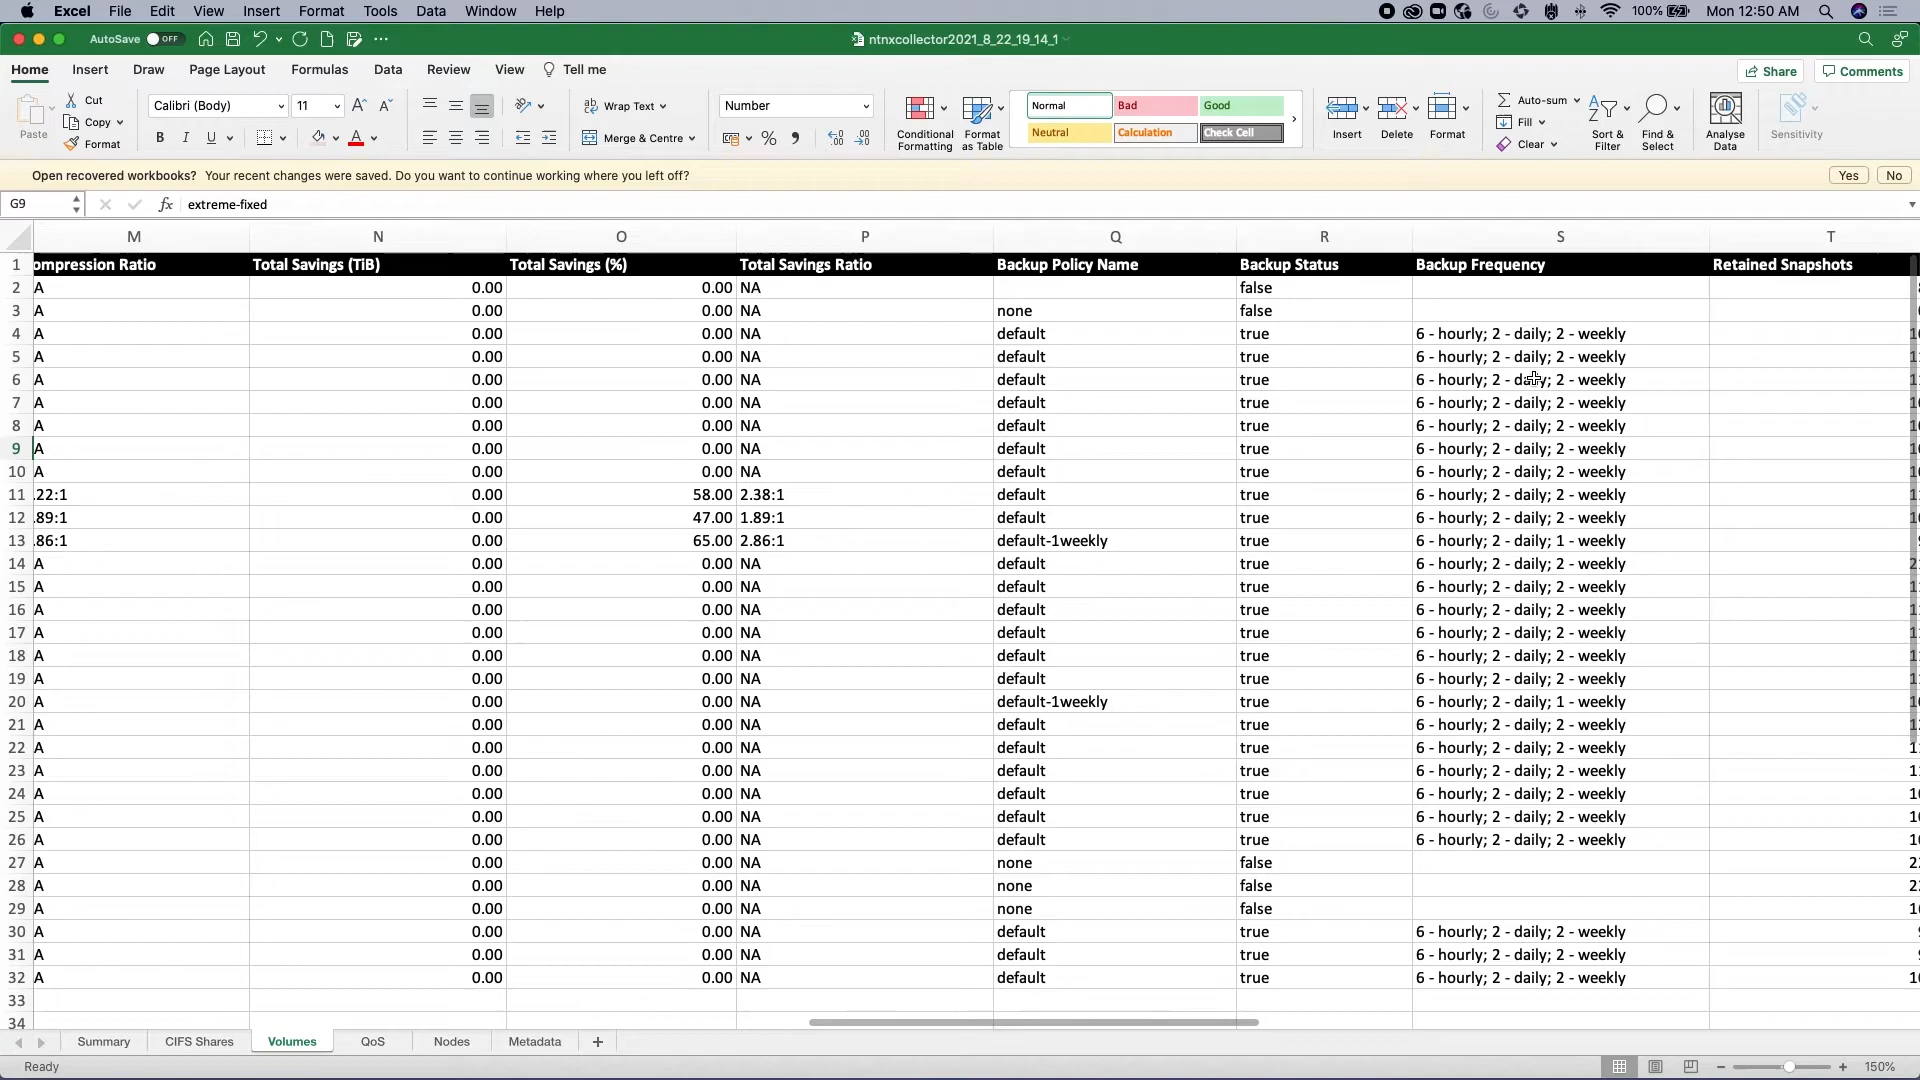 Excel File Edit View Insert Format Tools Data Window Help 100% Mon 12:50 AM
AutoSave OFF ntnxcollector2021_8_22_19_14_1
Home Insert Draw Page Layout Formulas Data Review View Tell me Share Comments
Paste Cut Copy Format Calibri (Body) 11 Wrap Text Merge & Centre Number Conditional Formatting Format as Table Normal Bad Good Neutral Calculation Check Cell Insert Delete Format Auto-sum Fill Clear Sort & Filter Find & Select Analyse Data Sensitivity
Open recovered workbooks? Your recent changes were saved. Do you want to continue working where you left off? Yes No
G9 fx extreme-fixed
M N O P Q R S T
1 ompression Ratio Total Savings (TiB) Total Savings (%) Total Savings Ratio Backup Policy Name Backup Status Backup Frequency Retained Snapshots
2 A 0.00 0.00 NA false
3 A 0.00 0.00 NA none false
4 A 0.00 0.00 NA default true 6 - hourly; 2 - daily; 2 - weekly
5 A 0.00 0.00 NA default true 6 - hourly; 2 - daily; 2 - weekly
6 A 0.00 0.00 NA default true 6 - hourly; 2 - daily; 2 - weekly
7 A 0.00 0.00 NA default true 6 - hourly; 2 - daily; 2 - weekly
8 A 0.00 0.00 NA default true 6 - hourly; 2 - daily; 2 - weekly
9 A 0.00 0.00 NA default true 6 - hourly; 2 - daily; 2 - weekly
10 A 0.00 0.00 NA default true 6 - hourly; 2 - daily; 2 - weekly
11 .22:1 0.00 58.00 2.38:1 default true 6 - hourly; 2 - daily; 2 - weekly
12 .89:1 0.00 47.00 1.89:1 default true 6 - hourly; 2 - daily; 2 - weekly
13 .86:1 0.00 65.00 2.86:1 default-1weekly true 6 - hourly; 2 - daily; 1 - weekly
14 A 0.00 0.00 NA default true 6 - hourly; 2 - daily; 2 - weekly
15 A 0.00 0.00 NA default true 6 - hourly; 2 - daily; 2 - weekly
16 A 0.00 0.00 NA default true 6 - hourly; 2 - daily; 2 - weekly
17 A 0.00 0.00 NA default true 6 - hourly; 2 - daily; 2 - weekly
18 A 0.00 0.00 NA default true 6 - hourly; 2 - daily; 2 - weekly
19 A 0.00 0.00 NA default true 6 - hourly; 2 - daily; 2 - weekly
20 A 0.00 0.00 NA default-1weekly true 6 - hourly; 2 - daily; 1 - weekly
21 A 0.00 0.00 NA default true 6 - hourly; 2 - daily; 2 - weekly
22 A 0.00 0.00 NA default true 6 - hourly; 2 - daily; 2 - weekly
23 A 0.00 0.00 NA default true 6 - hourly; 2 - daily; 2 - weekly
24 A 0.00 0.00 NA default true 6 - hourly; 2 - daily; 2 - weekly
25 A 0.00 0.00 NA default true 6 - hourly; 2 - daily; 2 - weekly
26 A 0.00 0.00 NA default true 6 - hourly; 2 - daily; 2 - weekly
27 A 0.00 0.00 NA none false
28 A 0.00 0.00 NA none false
29 A 0.00 0.00 NA none false
30 A 0.00 0.00 NA default true 6 - hourly; 2 - daily; 2 - weekly
31 A 0.00 0.00 NA default true 6 - hourly; 2 - daily; 2 - weekly
32 A 0.00 0.00 NA default true 6 - hourly; 2 - daily; 2 - weekly
33
34
Summary CIFS Shares Volumes QoS Nodes Metadata
Ready 150%